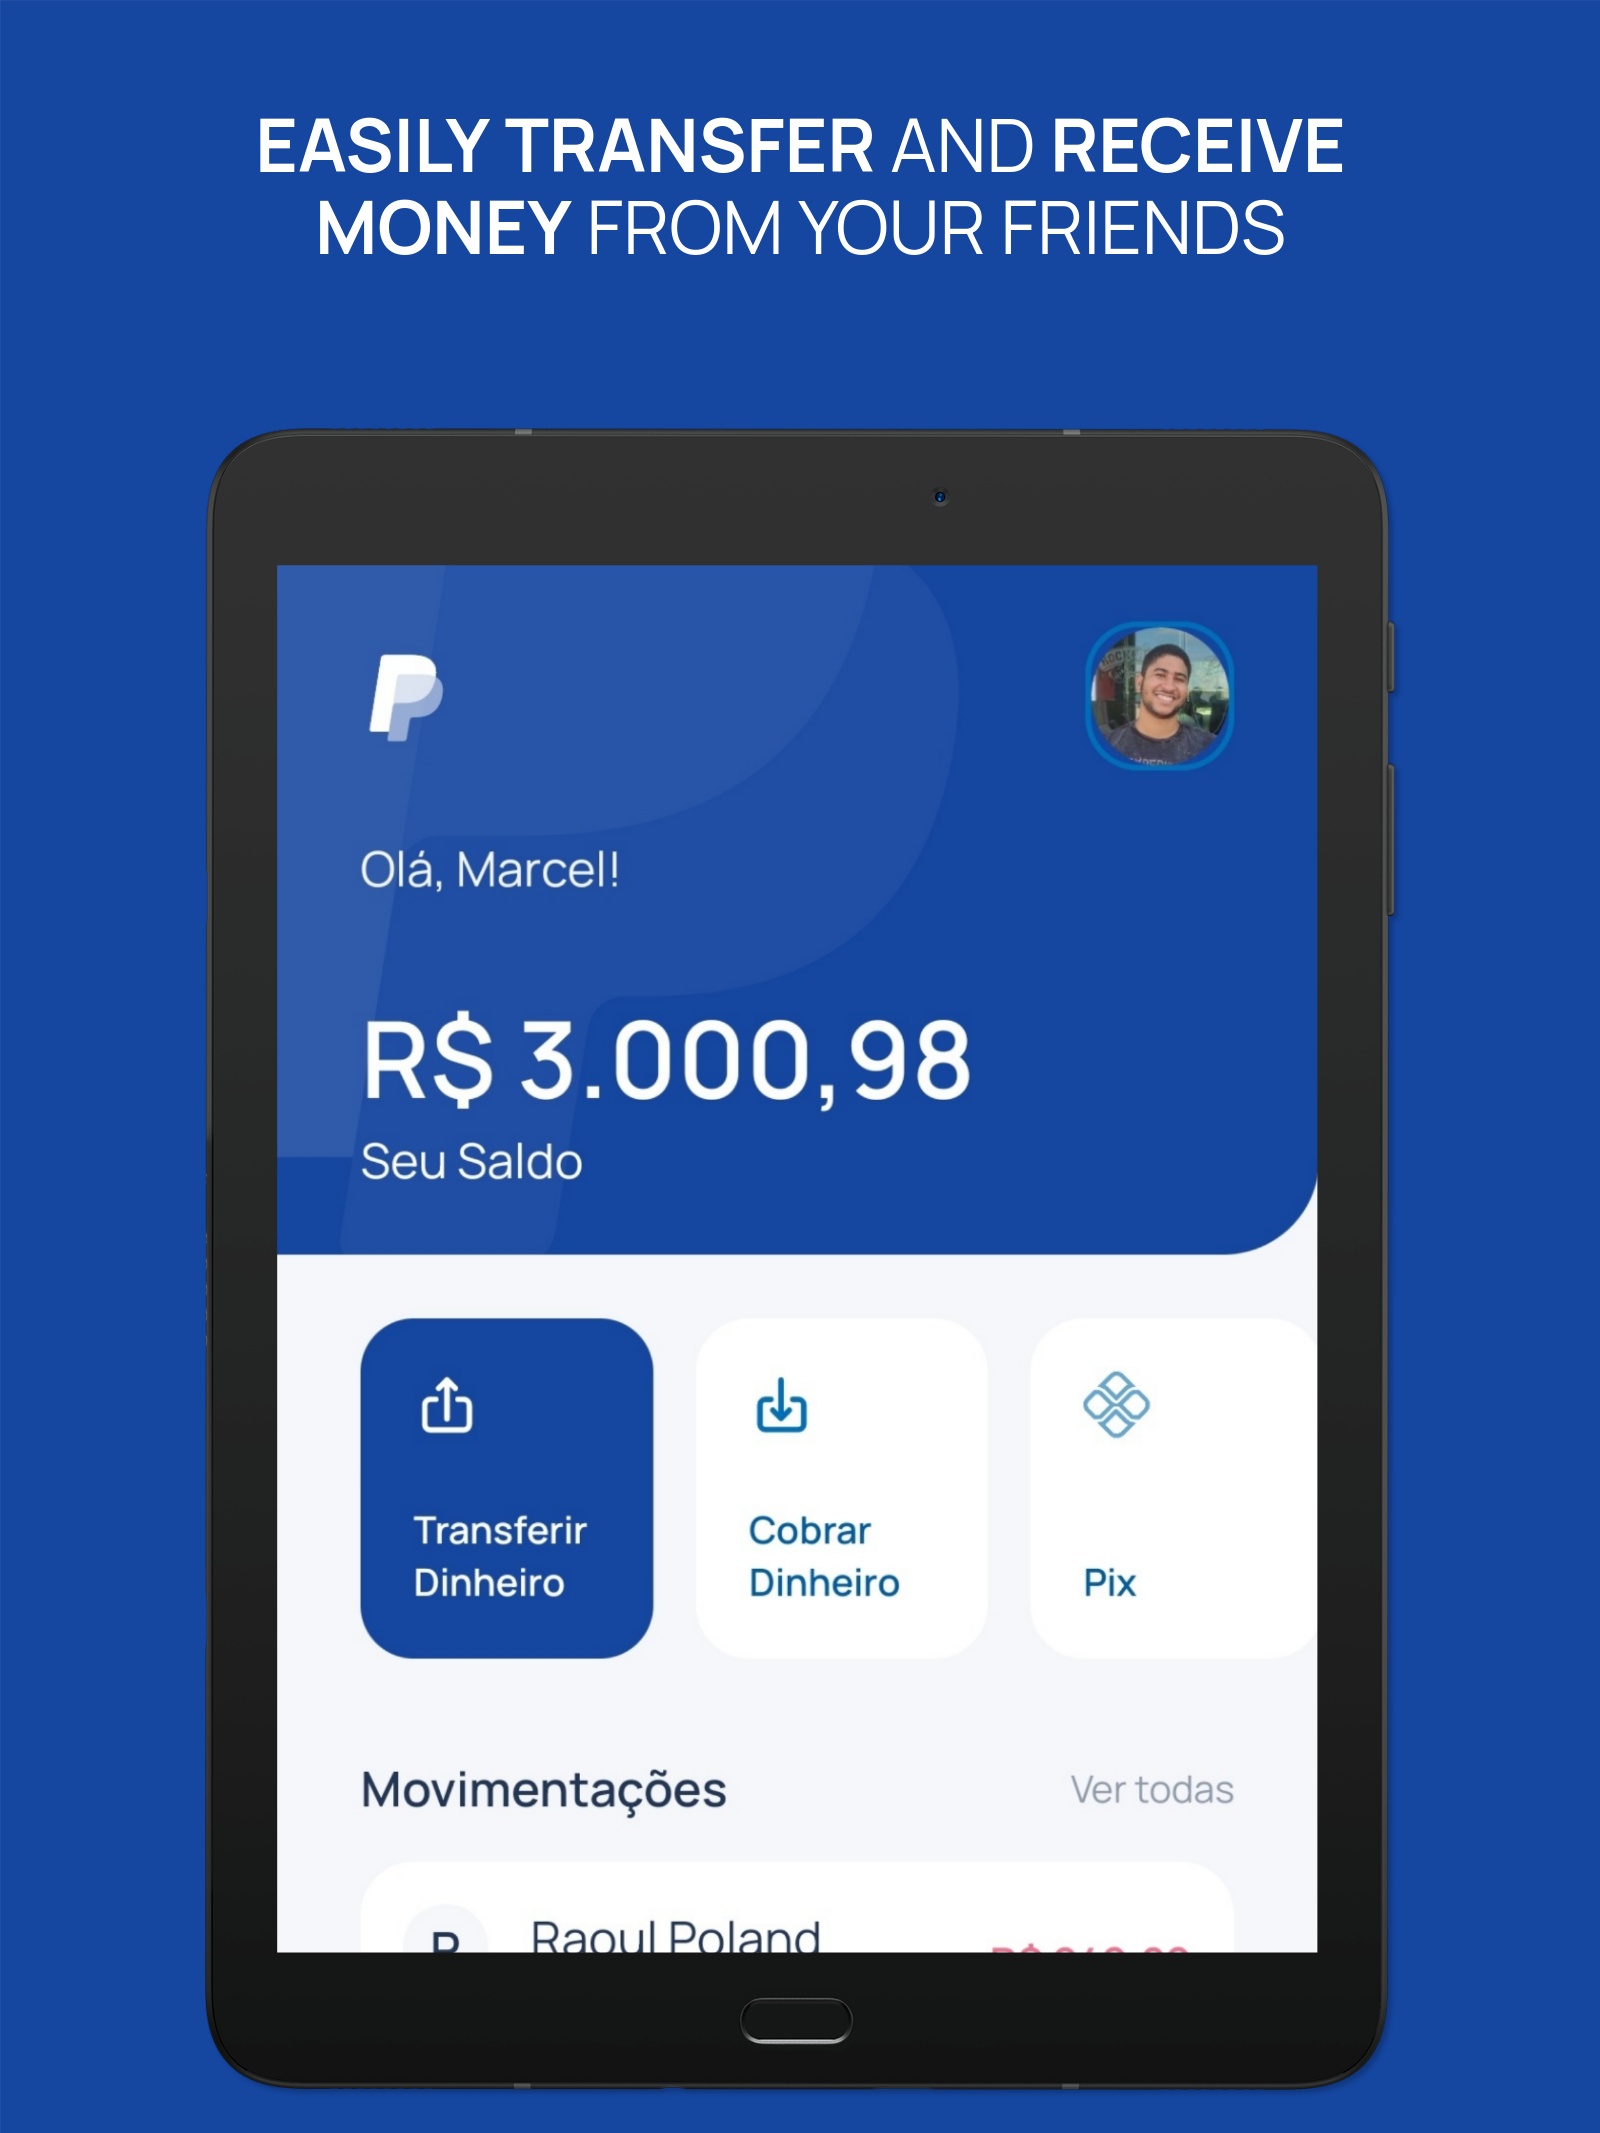 EASILY TRANSFER AND RECEIVE
MONEY FROM YOUR FRIENDS
Olá, Marcel!
R$ 3.000,98
Seu Saldo
Transferir
Dinheiro
Cobrar
Dinheiro
Pix
Movimentações
Ver todas
Raoul Poland